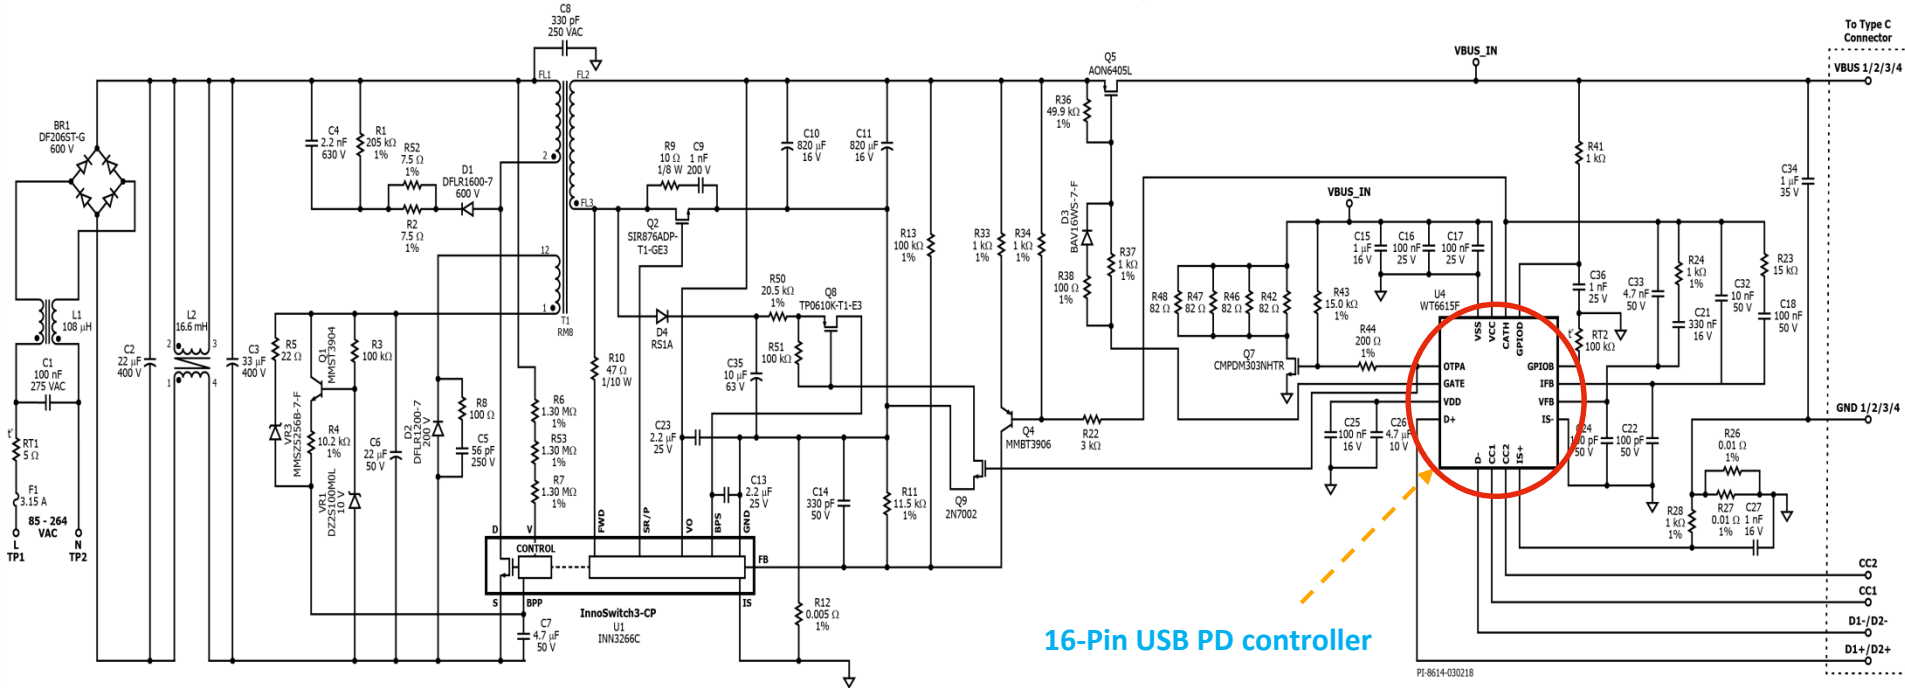 C8
330 pF
250 VAC
To Type C
Connector
VBUS_IN
Q5
AON6405L
FL1
FL2
VBUS 1/2/3/4
BR1
DF206ST-G
600 V
C4
2.2 nF
630 V
R1
205 kΩ
1%
R52
7.5 Ω
1%
D1
DFLR1600-7
600 V
R2
7.5 Ω
1%
2
FL3
R9
10 Ω
1/8 W
C9
1 nF
200 V
Q2
SIR876ADP-
T1-GE3
C10
820 µF
16 V
C11
820 µF
16 V
R36
49.9 kΩ
1%
R41
1 kΩ
C34
1 µF
35 V
VBUS_IN
D3
BAV16WS-7-F
R13
100 kΩ
1%
R33
1 kΩ
1%
R34
1 kΩ
1%
R37
1 kΩ
1%
R38
100 Ω
1%
C15
1 µF
16 V
C16
100 nF
25 V
C17
100 nF
25 V
C36
1 nF
25 V
C33
4.7 nF
50 V
R24
1 kΩ
1%
C32
10 nF
50 V
R23
15 kΩ
C21
330 nF
16 V
C18
100 nF
50 V
12
1
T1
RM8
L1
108 µH
L2
16.6 mH
2
3
1
4
C1
100 nF
275 VAC
C2
22 µF
400 V
C3
33 µF
400 V
R5
22 Ω
Q1
MMST3904
R3
100 kΩ
R50
20.5 kΩ
1%
Q8
TP0610K-T1-E3
D4
RS1A
R51
100 kΩ
C35
10 µF
63 V
R10
47 Ω
1/10 W
R48
82 Ω
R47
82 Ω
R46
82 Ω
R42
82 Ω
R43
15.0 kΩ
1%
R44
200 Ω
1%
Q7
CMPDM303NHTR
U4
WT6615F
VSS
VCC
CATH
GPIOD
OTPA
GATE
VDD
D+
GPIOB
IFB
VFB
IS-
D-
CC1
CC2
IS+
t°
RT2
100 kΩ
t°
RT1
5 Ω
F1
3.15 A
85 - 264
VAC
L
TP1
N
TP2
VR3
MMSZ5256B-7-F
R4
10.2 kΩ
1%
VR1
DZ2S100M0L
10 V
C6
22 µF
50 V
D2
DFLR1200-7
200 V
R8
100 Ω
C5
56 pF
250 V
R6
1.30 MΩ
1%
R53
1.30 MΩ
1%
R7
1.30 MΩ
1%
C23
2.2 µF
25 V
C13
2.2 µF
25 V
C14
330 pF
50 V
R11
11.5 kΩ
1%
Q4
MMBT3906
R22
3 kΩ
Q9
2N7002
C25
100 nF
16 V
C26
4.7 µF
10 V
C24
50 V
C22
100 pF
50 V
GND 1/2/3/4
R26
0.01 Ω
1%
R27
0.01 Ω
1%
R28
1 kΩ
1%
C27
1 nF
16 V
D
V
FWD
SR/P
VO
BPS
GND
CONTROL
FB
S
BPP
IS
InnoSwitch3-CP
U1
INN3266C
C7
4.7 µF
50 V
R12
0.005 Ω
1%
16-Pin USB PD controller
CC2
CC1
D1-/D2-
D1+/D2+
PI-8614-030218